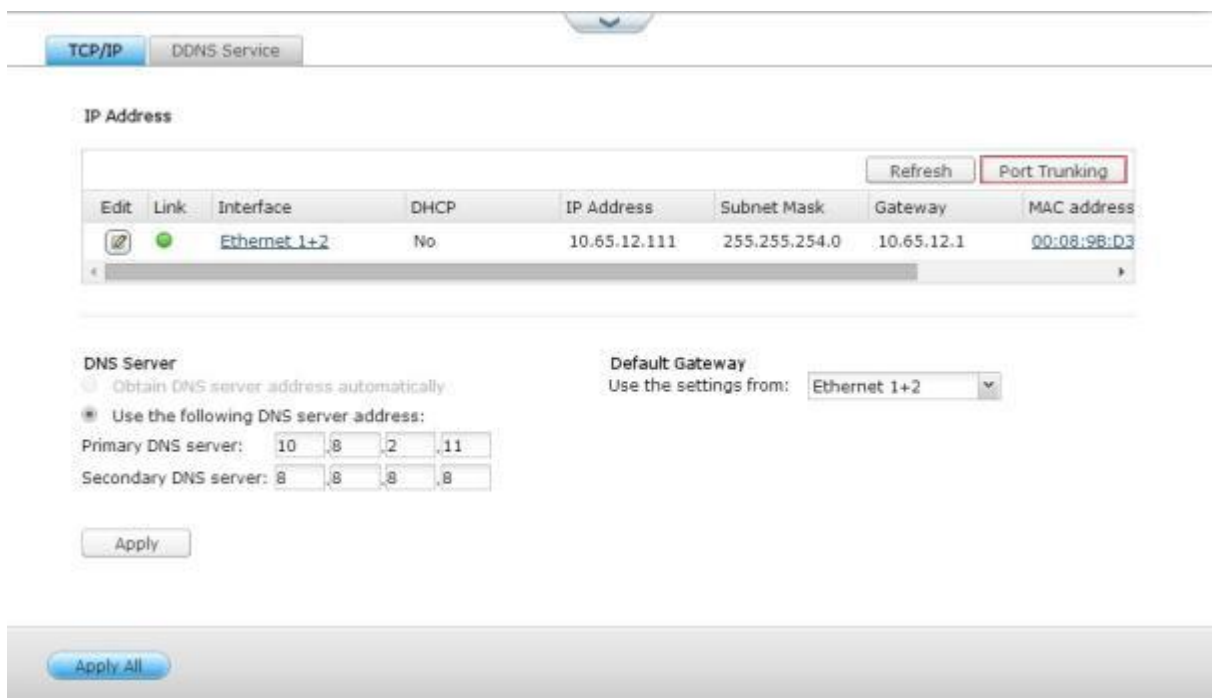 TCP/IP DDNS Service
IP Address
Refresh Port Trunking
Edit Link Interface DHCP IP Address Subnet Mask Gateway MAC address
Ethernet 1+2 No 10.65.12.111 255.255.254.0 10.65.12.1 00:08:9B:D3
DNS Server Default Gateway
Obtain DNS server address automatically Use the settings from: Ethernet 1+2
Use the following DNS server address:
Primary DNS server: 10 .8 .2 .11
Secondary DNS server: 8 .8 .8 .8
Apply
Apply All